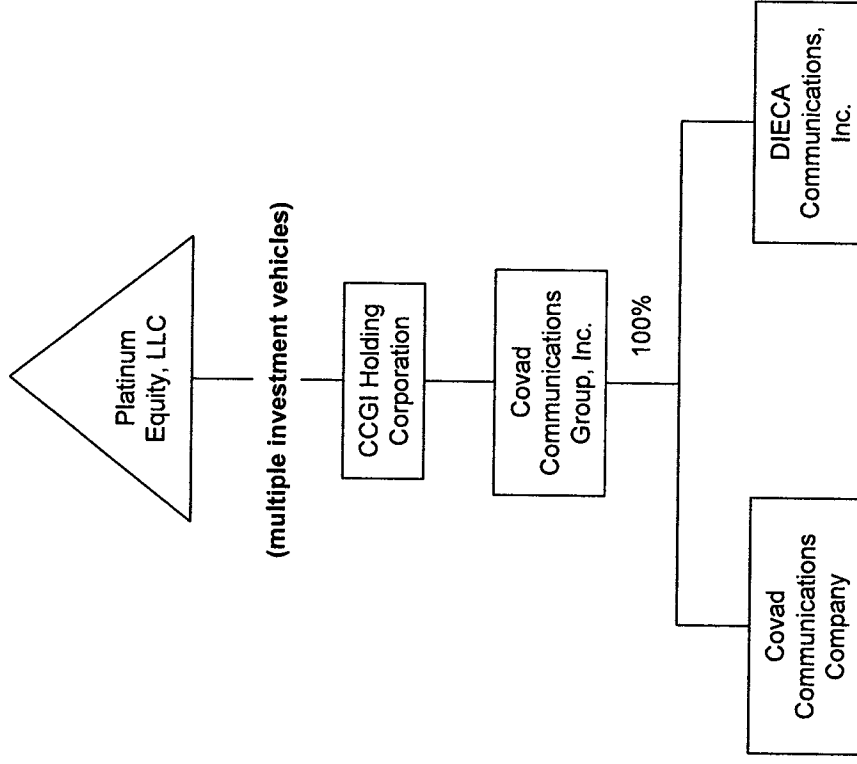 Platinum
Equity, LLC
(multiple investment vehicles)
CCGI Holding
Corporation
Covad
Communications
Group, Inc.
100%
Covad
Communications
Company
DIECA
Communications,
Inc.